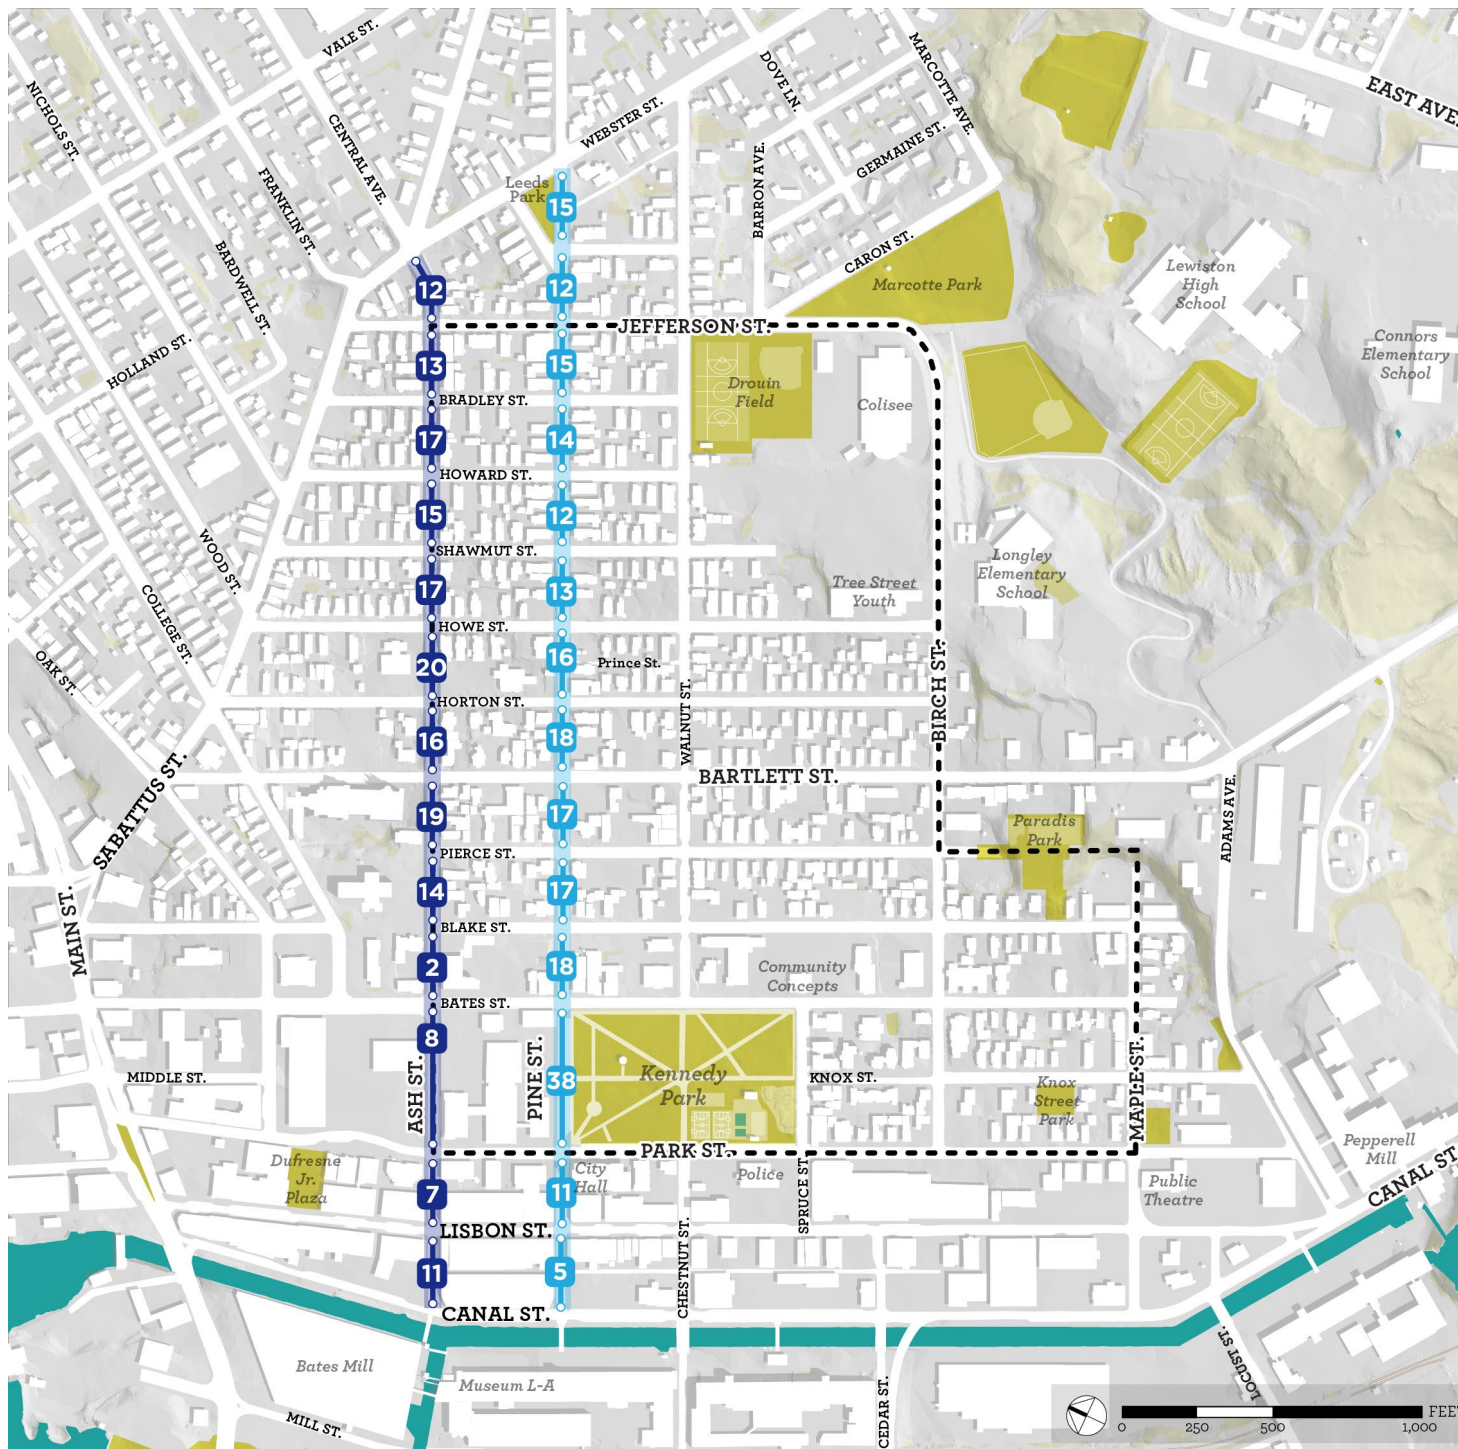 VALE ST.
NICHOLS ST.
CENTRAL AVE.
WEBSTER ST.
DOVE LN.
MARCOTTE AVE.
EAST AVE.
GERMAINE ST.
BARRON AVE.
FRANKLIN ST.
Leeds
Park
15
BARDWELL ST.
CARON ST.
Marcotte Park
Lewiston
High
School
12
12
JEFFERSON ST.
HOLLAND ST.
13
15
Connors
Elementary
School
Drouin
Field
Colisee
BRADLEY ST.
17
14
HOWARD ST.
15
12
WOOD ST.
SHAWMUT ST.
Longley
Elementary
School
17
13
Tree Street
Youth
COLLEGE ST.
HOWE ST.
OAK ST.
20
16
Prince St.
HORTON ST.
WALNUT ST.
BIRCH ST.
16
18
BARTLETT ST.
SABATTUS ST.
19
17
Paradis
Park
ADAMS AVE.
PIERCE ST.
14
17
MAIN ST.
BLAKE ST.
2
18
Community
Concepts
BATES ST.
8
ASH ST.
PINE ST.
38
Kennedy
Park
MIDDLE ST.
KNOX ST.
Knox
Street
Park
MAPLE ST.
PARK ST.
Pepperell
Mill
Dufresne
Jr.
Plaza
City
Hall
Police
Public
Theatre
CANAL ST
7
11
SPRUCE ST.
LISBON ST.
CHESTNUT ST.
11
5
CANAL ST.
Bates Mill
Museum L-A
LOCUST ST.
CEDAR ST.
MILL ST.
0
250
500
1,000
FEET